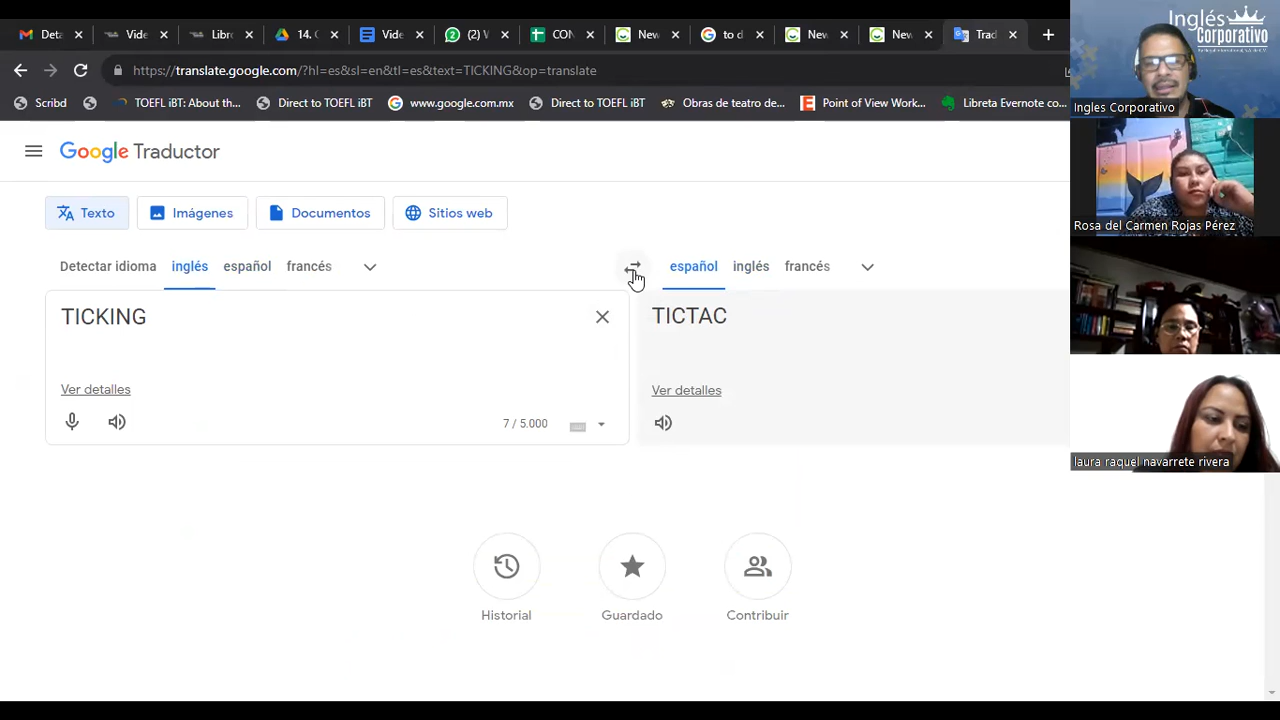 Deta
Vide
Libre
14. C
Vide
2 (V
CON
New
to d
New
New
Trad
https://translate.google.com/?hl=es&sl=en&tl=es&text=TICKING&op=translate
Scribd
TOEFL iBT: About th...
Direct to TOEFL iBT
www.google.com.mx
Direct to TOEFL iBT
Obras de teatro de...
Point of View Work...
Libreta Evernote co...
Google Traductor
Texto
Imágenes
Documentos
Sitios web
Detectar idioma
inglés
español
francés
español
inglés
francés
TICKING
TICTAC
Ver detalles
Ver detalles
7 / 5.000
Historial
Guardado
Contribuir
Inglés
Corporativo
Ingles Corporativo
Rosa del Carmen Rojas Pérez
laura raquel navarrete rivera